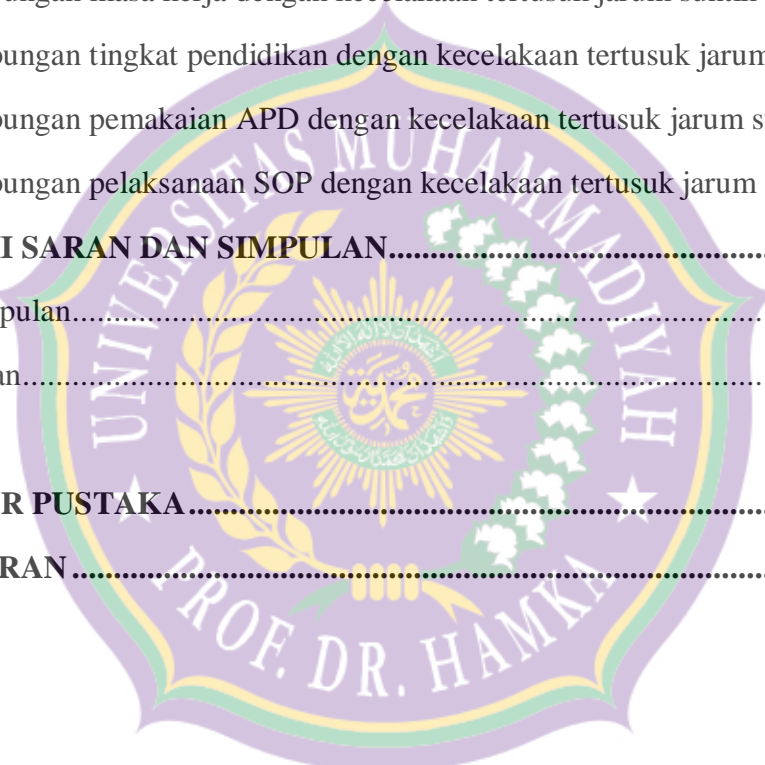 ungan masa kerja dengan kecelakaan tertusuk jarum suntik
ungan tingkat pendidikan dengan kecelakaan tertusuk jarum
ungan pemakaian APD dengan kecelakaan tertusuk jarum s
ungan pelaksanaan SOP dengan kecelakaan tertusuk jarum
I SARAN DAN SIMPULAN
pulan
an
R PUSTAKA
RAN
UNIVERSITAS MUHAMMADIYAH
PROF. DR. HAMKA